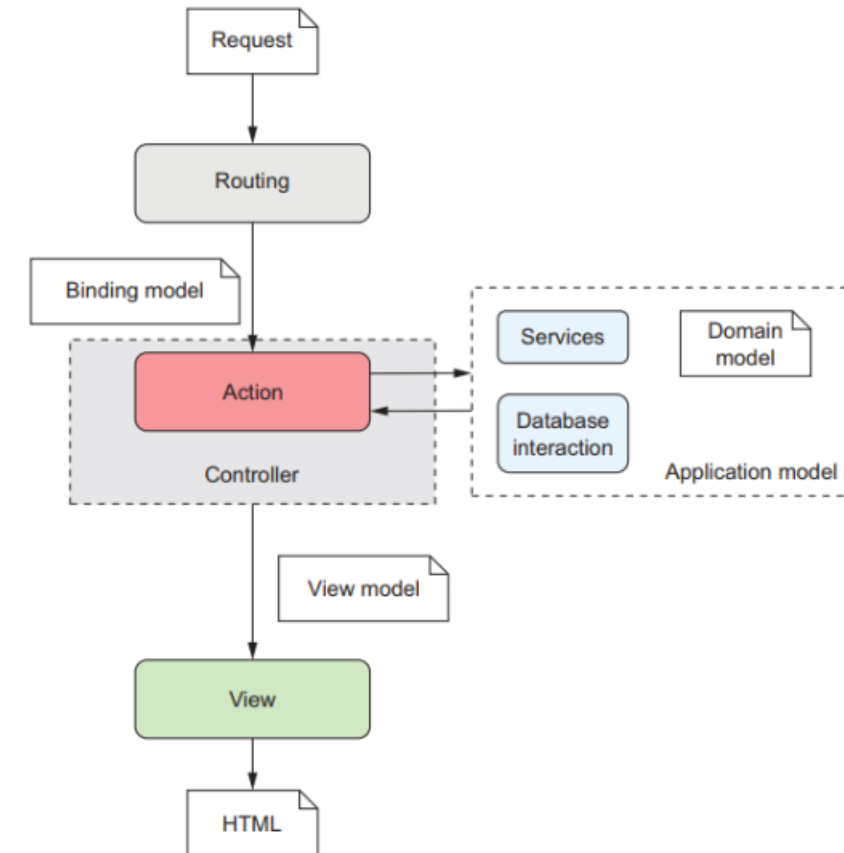 Request
Routing
Binding model
Action
Controller
Services
Domain
model
Database
interaction
Application model
View model
View
HTML